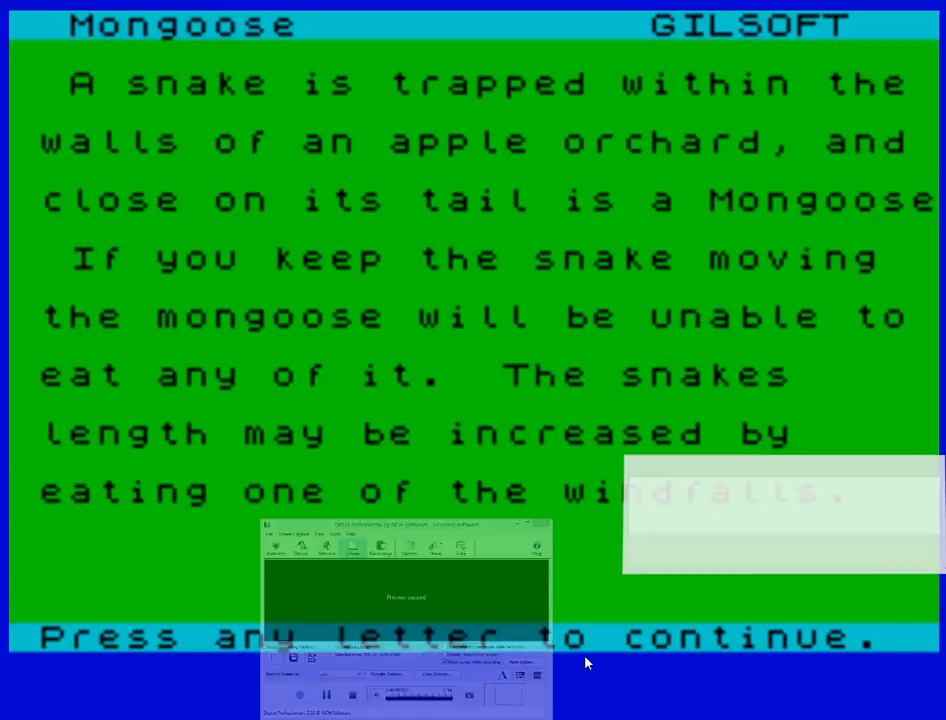 Mongoose GILSOFT
A snake is trapped within the
walls of an apple orchard, and
close on its tail is a Mongoose
If you keep the snake moving
the mongoose will be unable to
eat any of it. The snakes
length may be increased by
eating one of the windfalls.
Preview paused
Press any letter to continue.